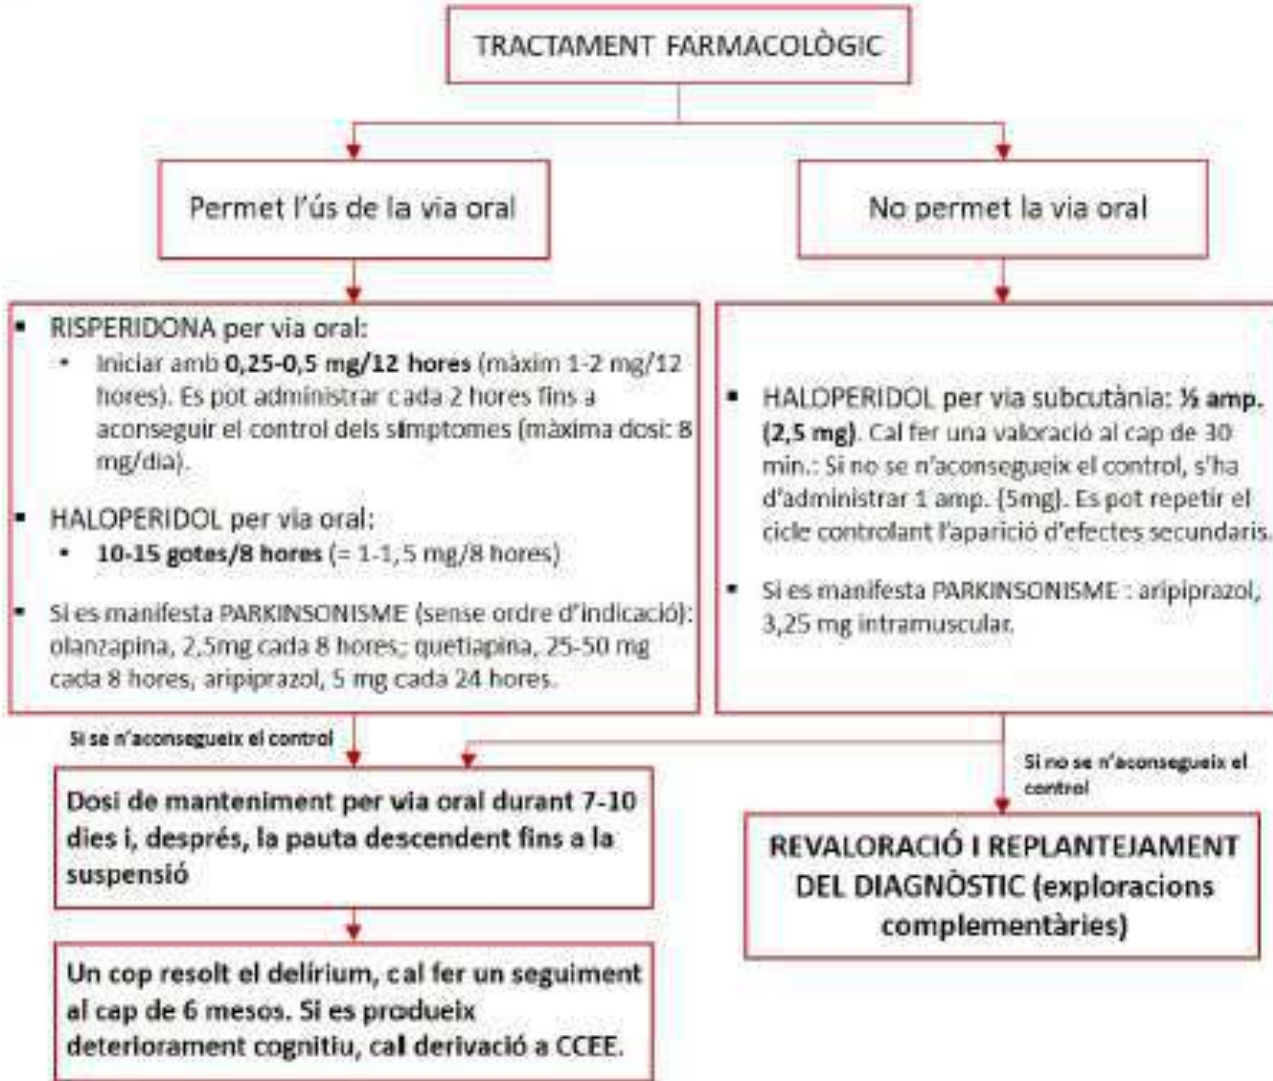 TRACTAMENT FARMACOLÒGIC
Permet l'ús de la via oral
No permet la via oral
▪ RISPERIDONA per via oral:
• Iniciar amb 0,25-0,5 mg/12 hores (màxim 1-2 mg/12
hores). Es pot administrar cada 2 hores fins a
aconseguir el control dels símptomes (màxima dosi: 8
mg/dia).
▪ HALOPERIDOL per via oral:
• 10-15 gotes/8 hores (= 1-1,5 mg/8 hores)
▪ Si es manifesta PARKINSONISME (sense ordre d'indicació):
olanzapina, 2,5mg cada 8 hores; quetiapina, 25-50 mg
cada 8 hores, aripiprazol, 5 mg cada 24 hores.
▪ HALOPERIDOL per via subcutània: ½ amp.
(2,5 mg). Cal fer una valoració al cap de 30
min.: Si no se n'aconsegueix el control, s'ha
d'administrar 1 amp. (5mg). Es pot repetir el
cicle controlant l'aparició d'efectes secundaris.
▪ Si es manifesta PARKINSONISME : aripiprazol,
3,25 mg intramuscular.
Si se n'aconsegueix el control
Si no se n'aconsegueix el
control
Dosi de manteniment per via oral durant 7-10
dies i, després, la pauta descendent fins a la
suspensió
REVALORACIÓ I REPLANTEJAMENT
DEL DIAGNÒSTIC (exploracions
complementàries)
Un cop resolt el delirium, cal fer un seguiment
al cap de 6 mesos. Si es produeix
deteriorament cognitiu, cal derivació a CCEE.